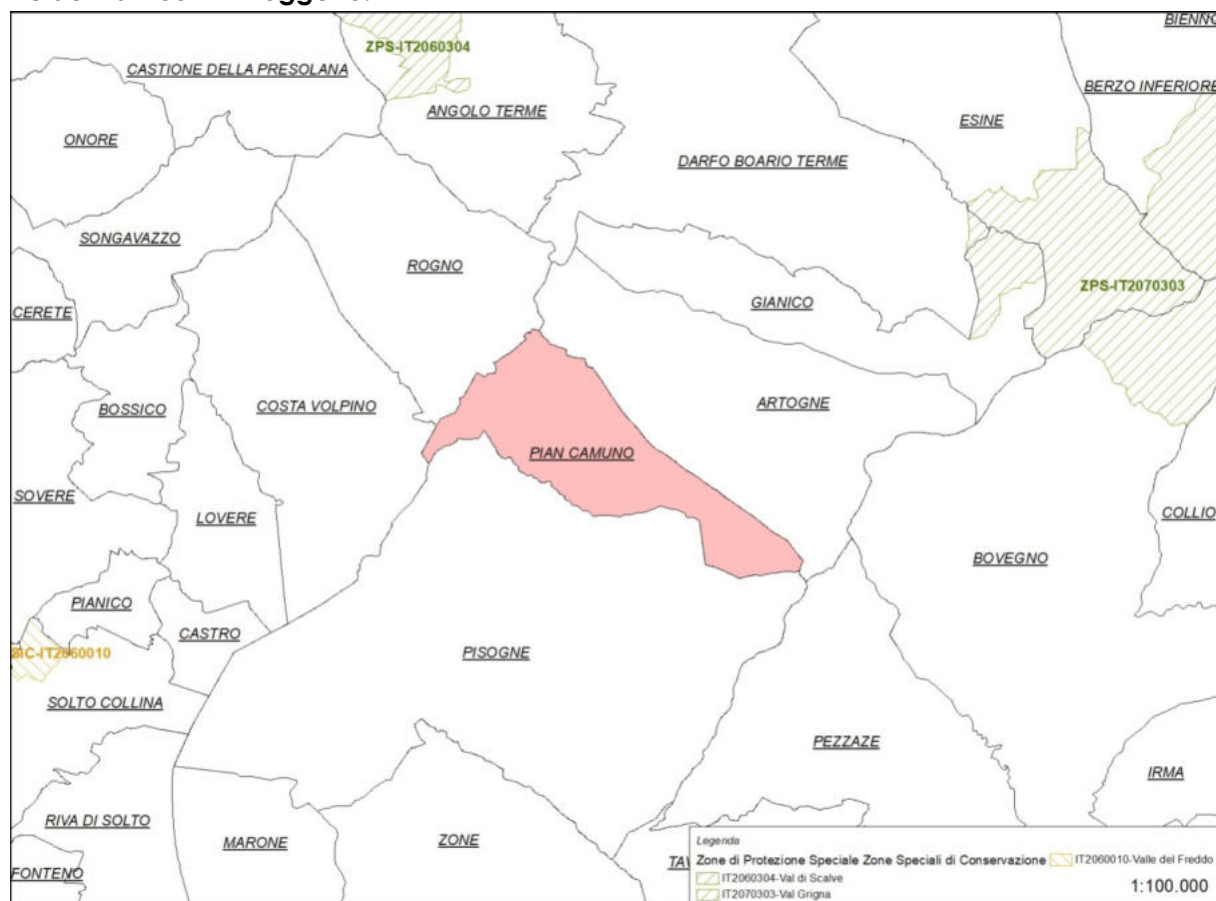 ZPS-IT2060304
BIENNO
CASTIONE DELLA PRESOLANA
BERZO INFERIORE
ANGOLO TERME
ESINE
ONORE
DARFO BOARIO TERME
SONGAVAZZO
ROGNO
ZPS-IT2070303
GIANICO
CERETE
BOSSICO
COSTA VOLPINO
ARTOGNE
PIAN CAMUNO
SOVERE
LOVERE
COLLIO
BOVEGNO
PIANICO
CASTRO
SIC-IT2060010
PISOGNE
SOLTO COLLINA
PEZZAZE
IRMA
RIVA DI SOLTO
MARONE
ZONE
TAV
FONTENO
Legenda
Zone di Protezione Speciale Zone Speciali di Conservazione IT2060010-Valle del Freddo
IT2060304-Val di Scalve
IT2070303-Val Grigna
1:100.000